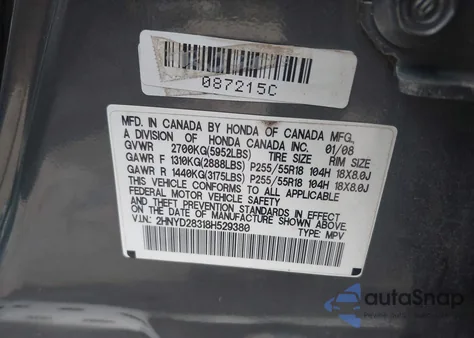 087215C
MFD. IN CANADA BY HONDA OF CANADA MFG.,
A DIVISION OF HONDA CANADA INC. 01/08
GVWR 2700KG(5952LBS) TIRE SIZE RIM SIZE
GAWR F 1310KG(2888LBS) P255/55R18 104H 18X8.0J
GAWR R 1440KG(3175LBS) P255/55R18 104H 18X8.0J
THIS VEHICLE CONFORMS TO ALL APPLICABLE
FEDERAL MOTOR VEHICLE SAFETY
AND THEFT PREVENTION STANDARDS IN EFFECT
ON THE DATE OF MANUFACTURE SHOWN ABOVE.
V.I.N.: 2HNYD28318H529380 TYPE: MPV
autoSnap